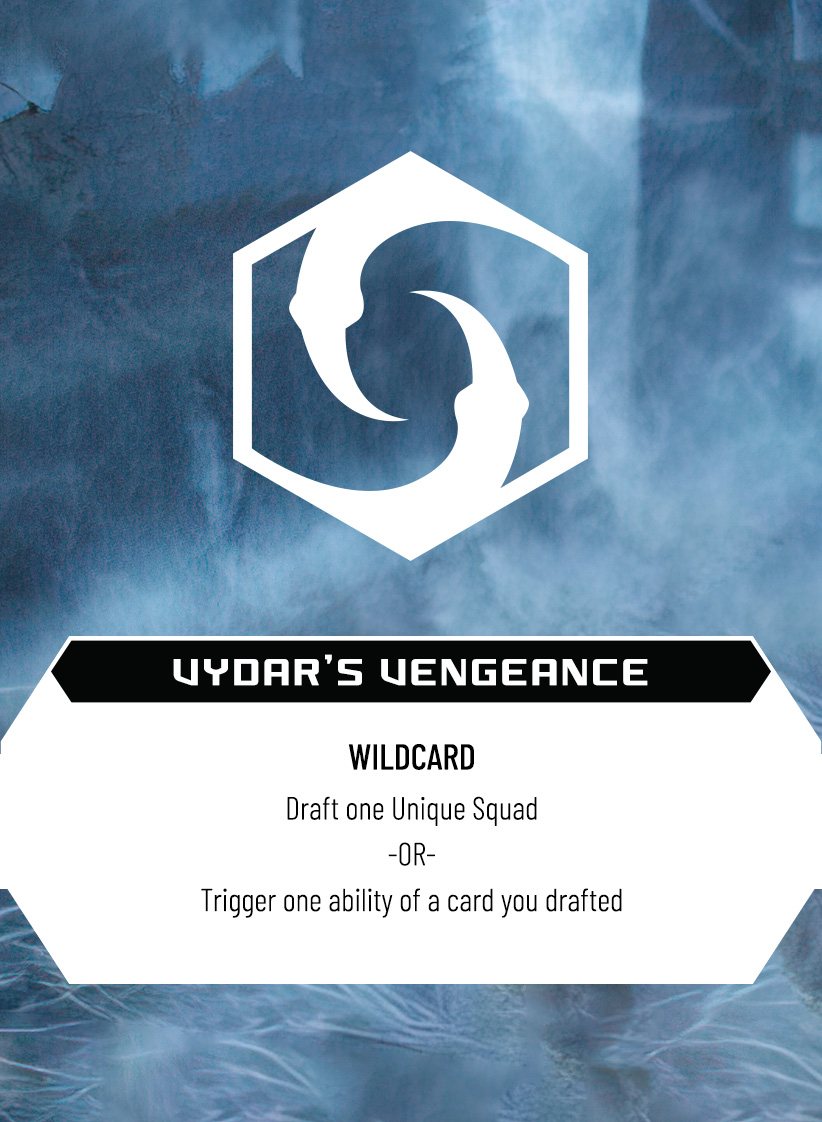 VYDAR'S VENGEANCE
WILDCARD
Draft one Unique Squad
-OR-
Trigger one ability of a card you drafted